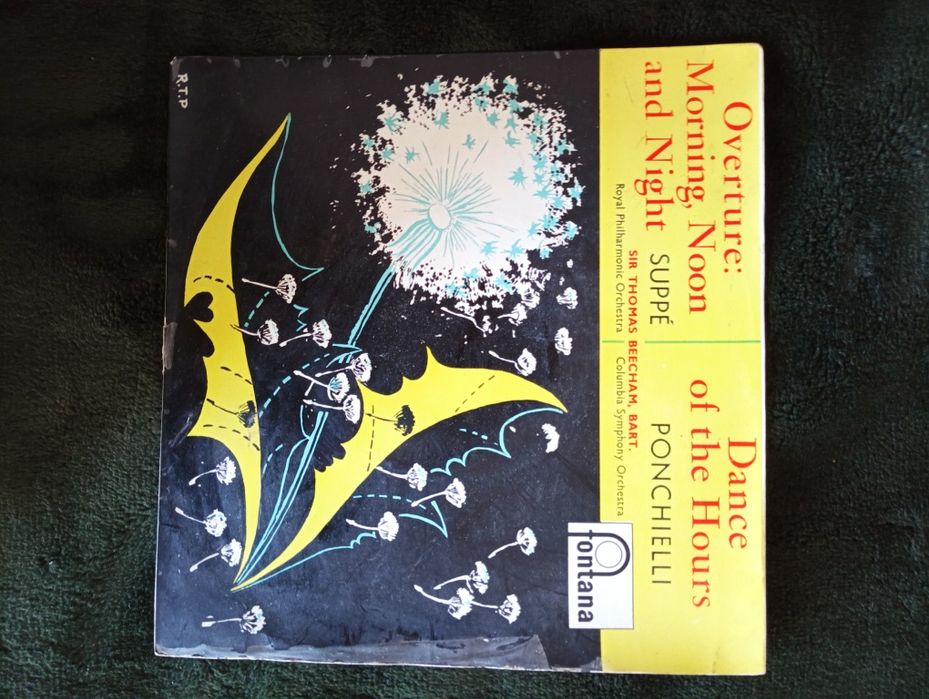 Overture:
Morning, Noon
and Night
SUPPÉ
Dance
of the Hours
PONCHIELLI
SIR THOMAS BEECHAM, BART.
Royal Philharmonic Orchestra
Columbia Symphony Orchestra
fontana
R.T.P